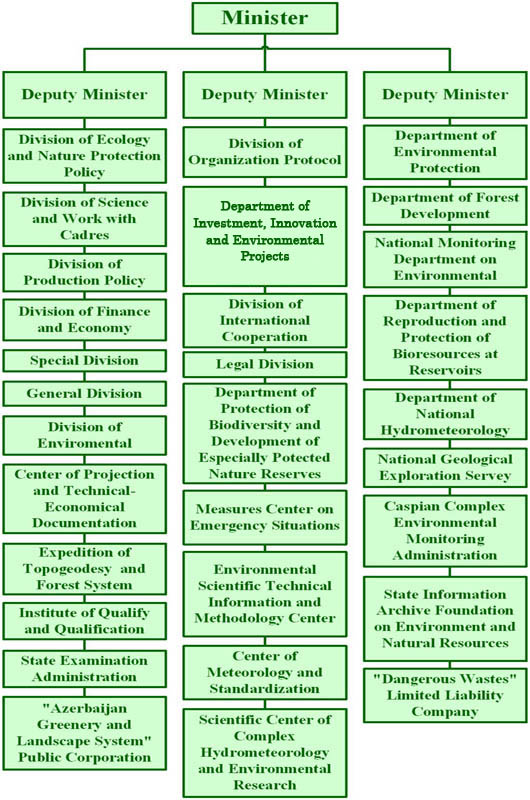 Minister
Deputy Minister
Division of Ecology
and Nature Protection
Policy
Division of Science
and Work with
Cadres
Division of
Production Policy
Division of Finance
and Economy
Special Division
General Division
Division of
Enviromental
Center of Projection
and Technical-
Economical
Documentation
Expedition of
Topogeodesy and
Forest System
Institute of Qualify
and Qualification
State Examination
Administration
"Azerbaijan
Greenery and
Landscape System"
Public Corporation
Deputy Minister
Division of
Organization Protocol
Department of
Investment, Innovation
and Environmental
Projects
Division of
International
Cooperation
Legal Division
Department of
Protection of
Biodiversity and
Development of
Especially Potected
Nature Reserves
Measures Center on
Emergency Situations
Environmental
Scientific Technical
Information and
Methodology Center
Center of
Meteorology and
Standardization
Scientific Center of
Complex
Hydrometeorology
and Environmental
Research
Deputy Minister
Department of
Environmental
Protection
Department of Forest
Development
National Monitoring
Department on
Environmental
Department of
Reproduction and
Protection of
Bioresources at
Reservoirs
Department of
National
Hydrometeorology
National Geological
Exploration Survey
Caspian Complex
Environmental
Monitoring
Administration
State Information
Archive Foundation
on Environment and
Natural Resources
"Dangerous Wastes"
Limited Liability
Company